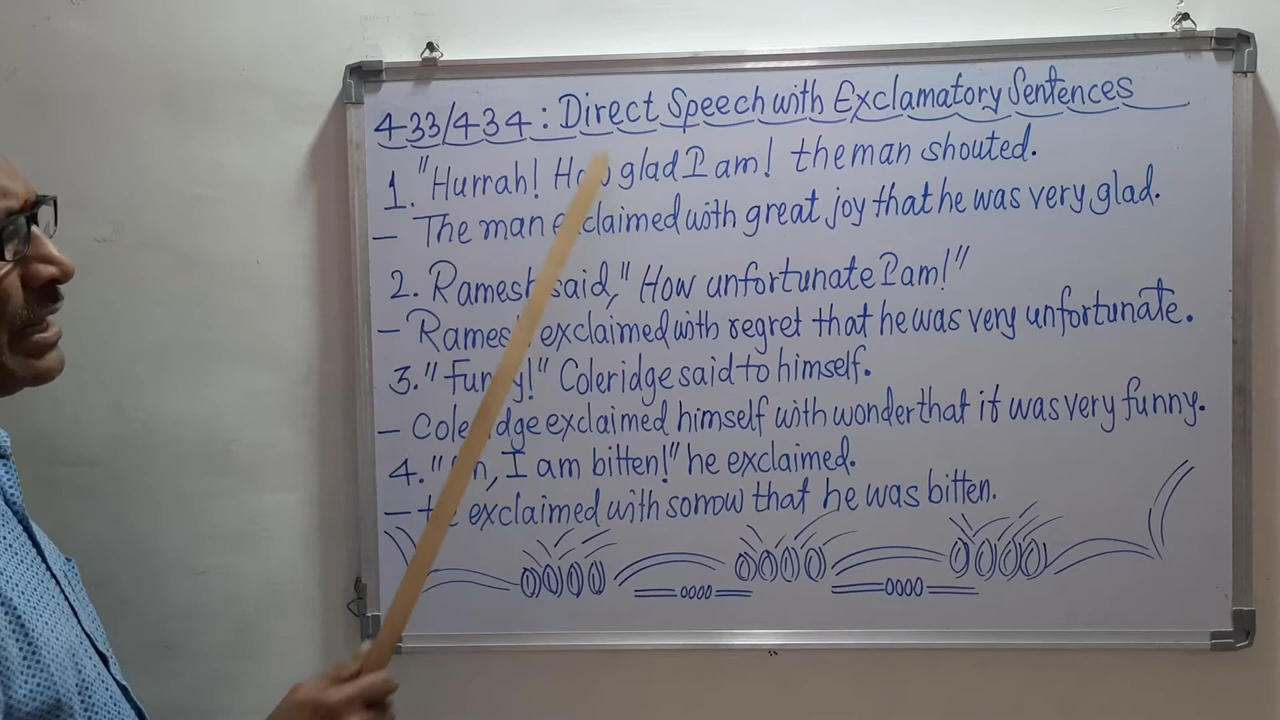 433/434: Direct Speech with Exclamatory Sentences
1. "Hurrah! How glad I am! the man shouted.
– The man exclaimed with great joy that he was very glad.
2. Ramesh said, "How unfortunate I am!"
– Ramesh exclaimed with regret that he was very unfortunate.
3. "Funny!" Coleridge said to himself.
– Coleridge exclaimed himself with wonder that it was very funny.
4. "Oh, I am bitten!" he exclaimed.
– He exclaimed with sorrow that he was bitten.